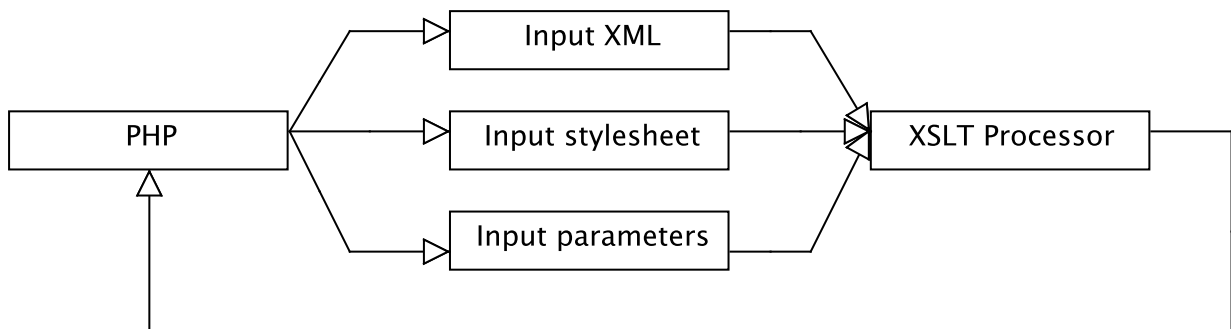 Input XML
PHP
Input stylesheet
XSLT Processor
Input parameters